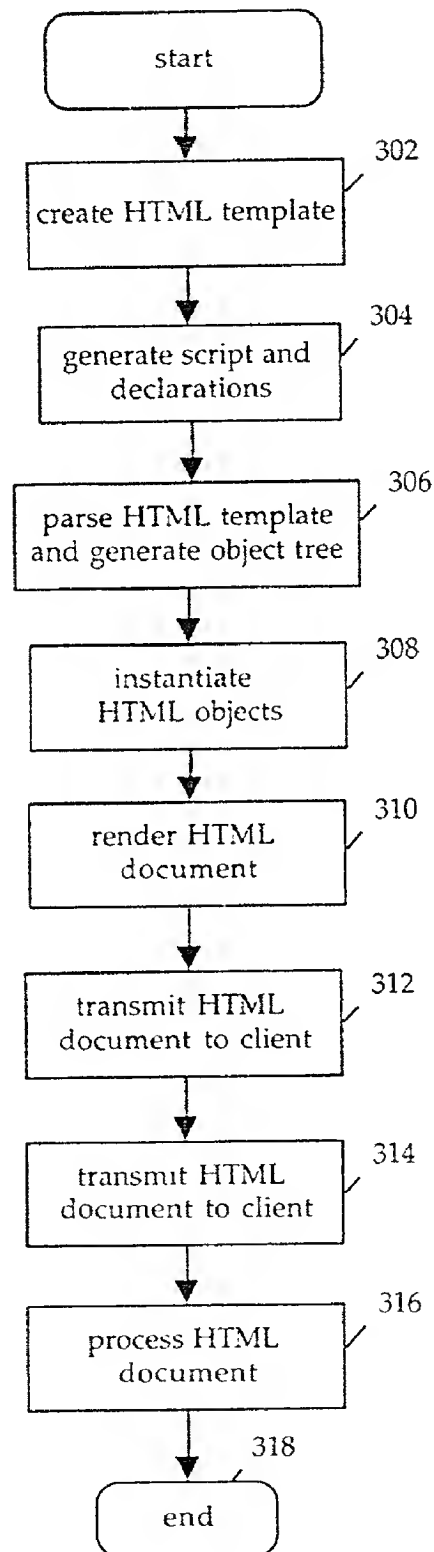 start
302
create HTML template
304
generate script and
declarations
306
parse HTML template
and generate object tree
308
instantiate
HTML objects
310
render HTML
document
312
transmit HTML
document to client
314
transmit HTML
document to client
316
process HTML
document
318
end